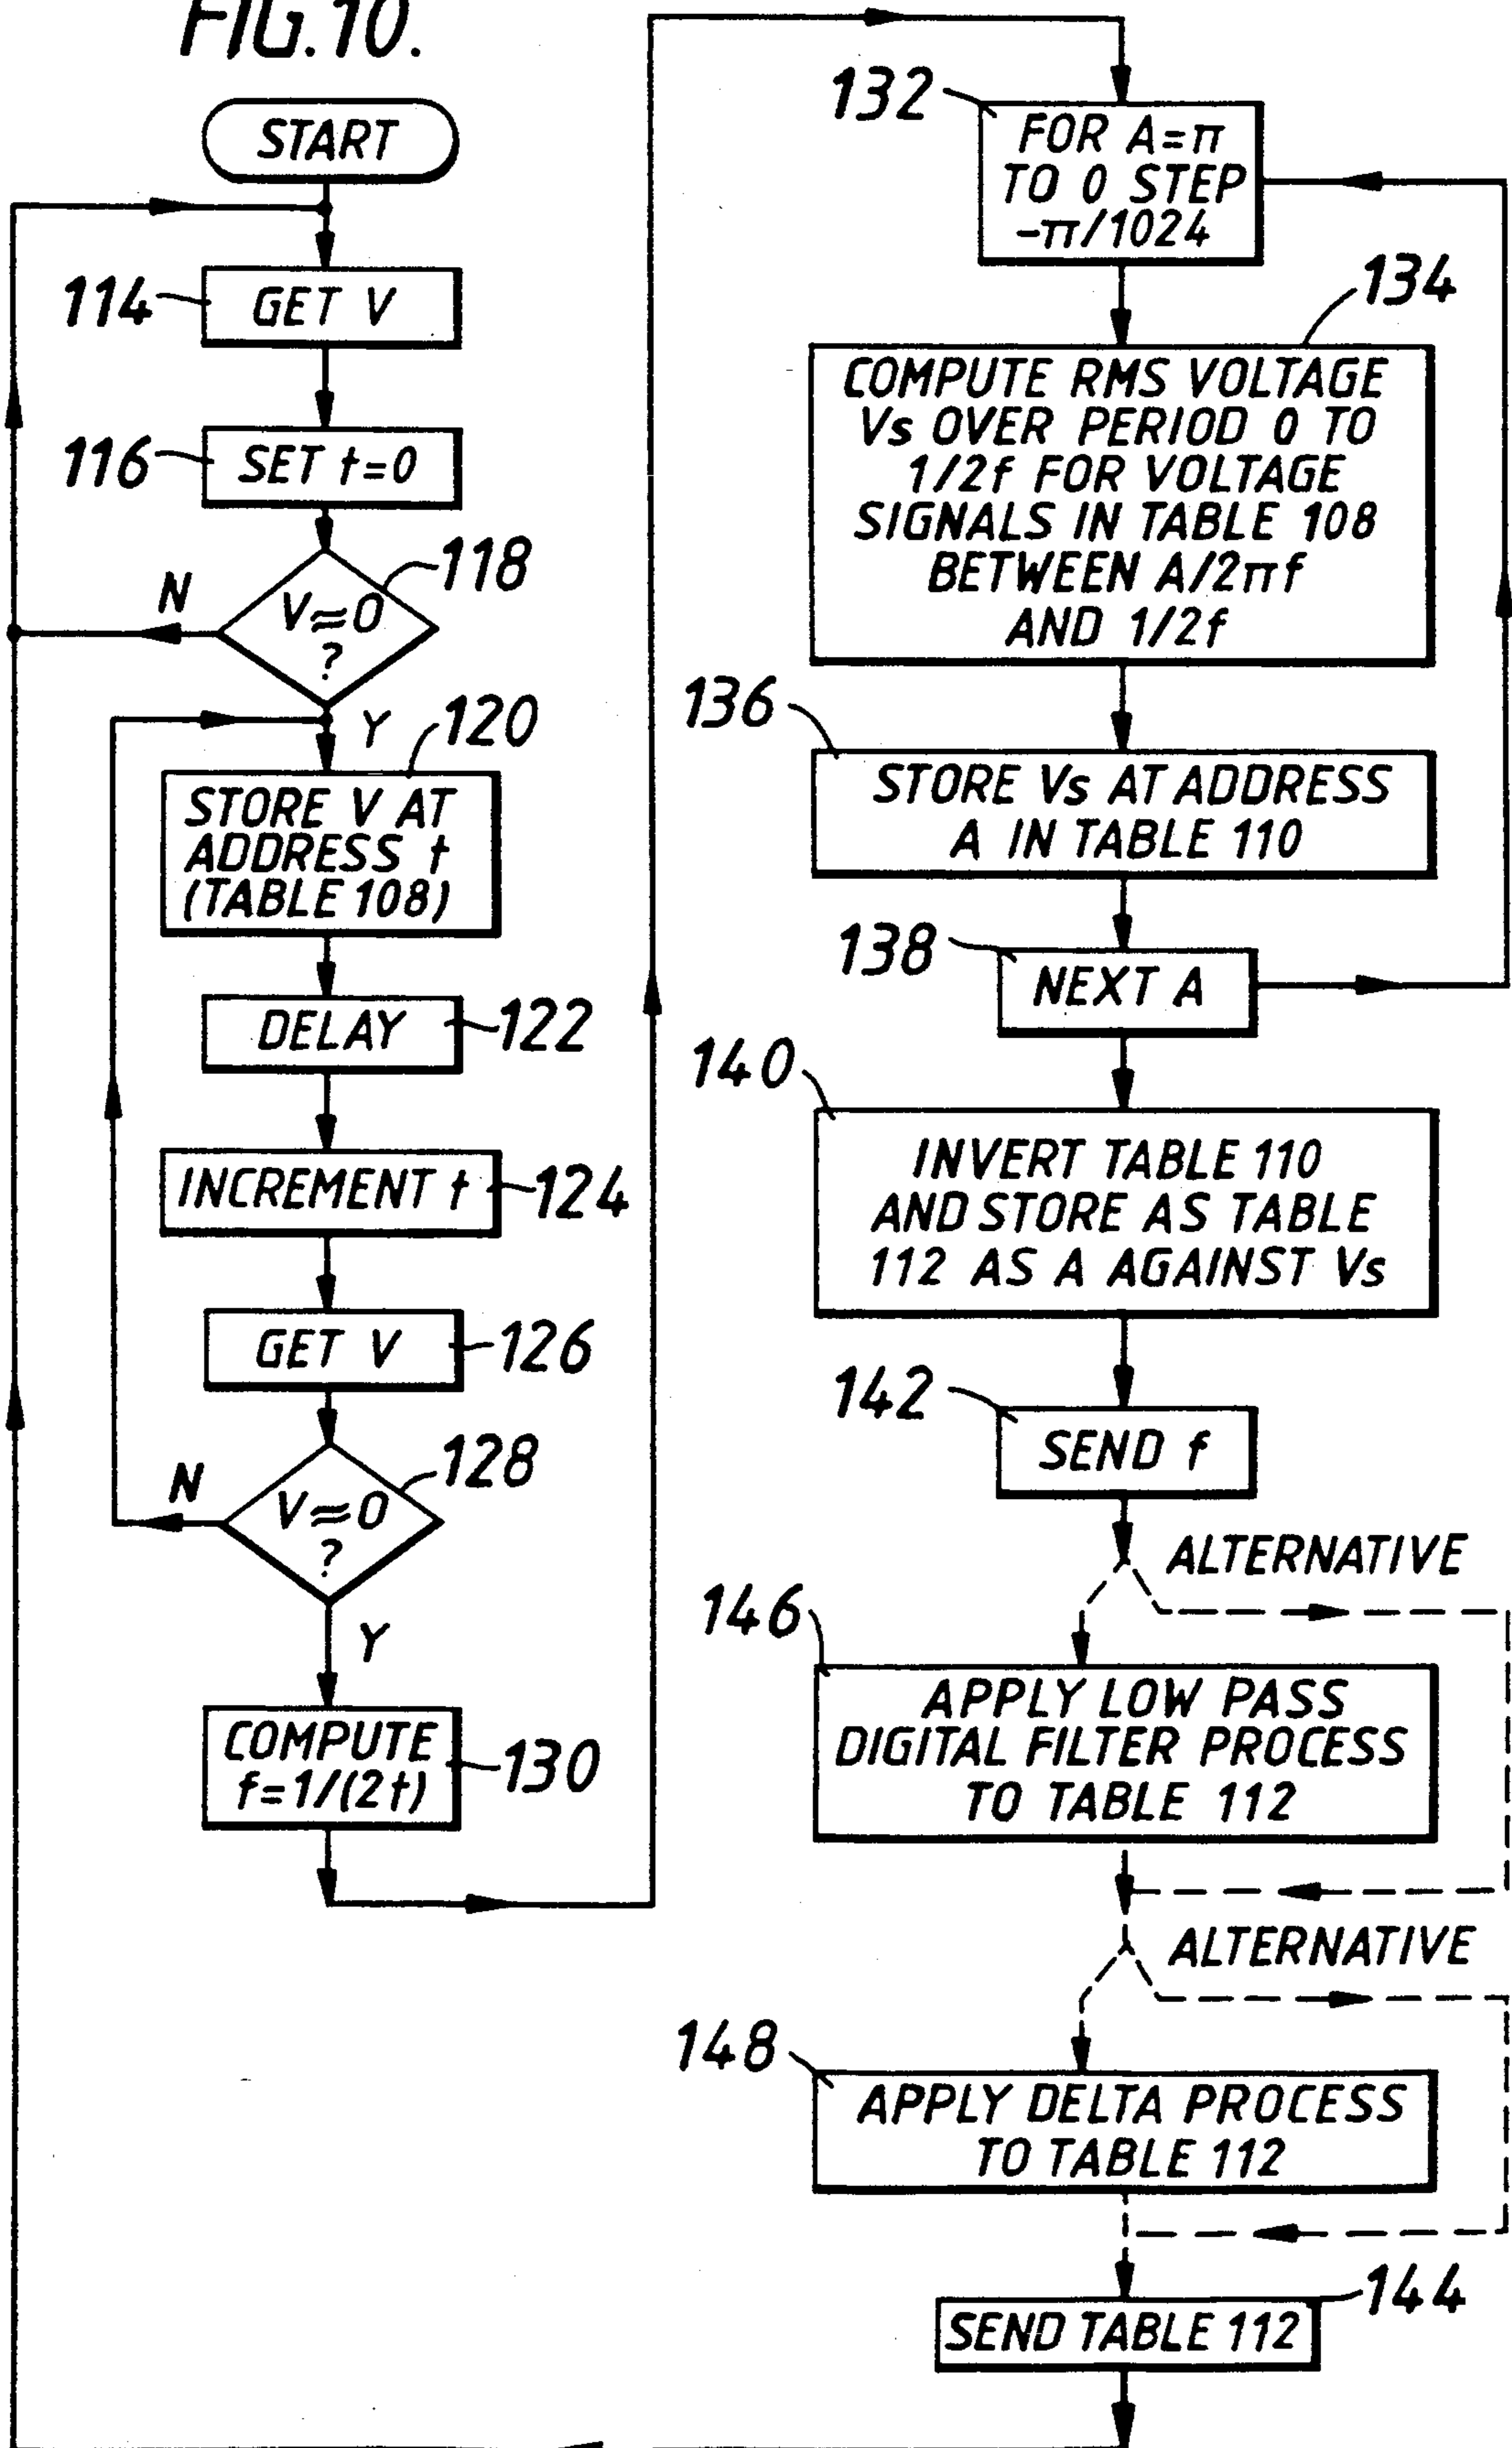 FIG.10.
START
114
GET V
116
SET t=0
118
N
V≈0
?
Y
120
STORE V AT
ADDRESS t
(TABLE 108)
DELAY
122
INCREMENT t
124
GET V
126
128
N
V≈0
?
Y
COMPUTE
f=1/(2t)
130
132
FOR A=π
TO 0 STEP
-π/1024
134
COMPUTE RMS VOLTAGE
Vs OVER PERIOD 0 TO
1/2f FOR VOLTAGE
SIGNALS IN TABLE 108
BETWEEN A/2πf
AND 1/2f
136
STORE Vs AT ADDRESS
A IN TABLE 110
138
NEXT A
140
INVERT TABLE 110
AND STORE AS TABLE
112 AS A AGAINST Vs
142
SEND f
ALTERNATIVE
146
APPLY LOW PASS
DIGITAL FILTER PROCESS
TO TABLE 112
ALTERNATIVE
148
APPLY DELTA PROCESS
TO TABLE 112
144
SEND TABLE 112